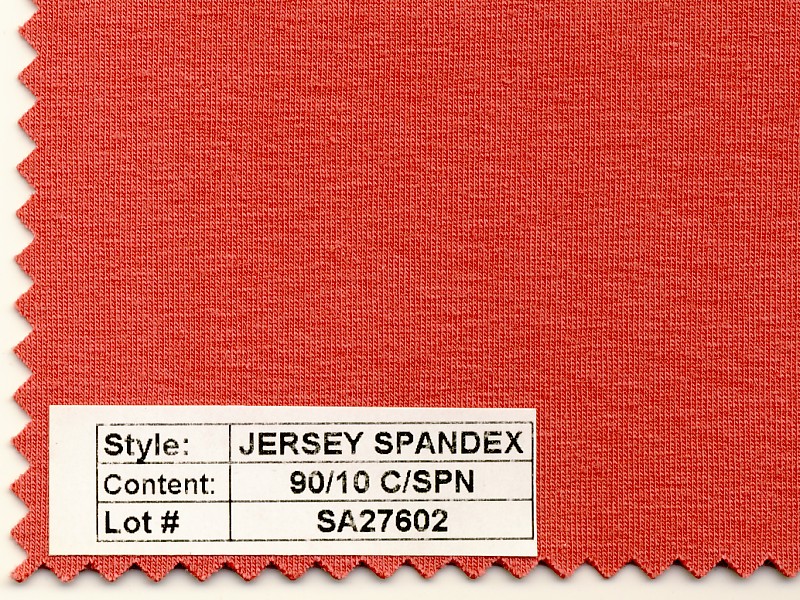 Style: JERSEY SPANDEX
Content: 90/10 C/SPN
Lot # SA27602